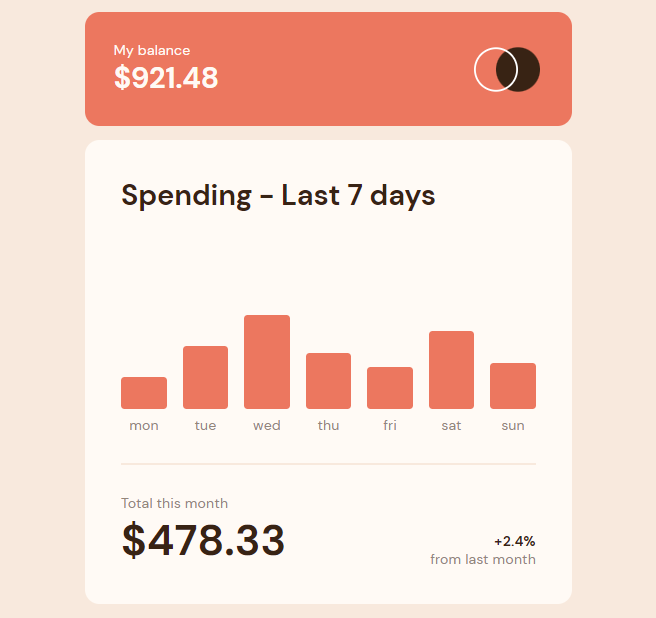 My balance
$921.48
Spending - Last 7 days
mon tue wed thu fri sat sun
Total this month
$478.33
+2.4%
from last month